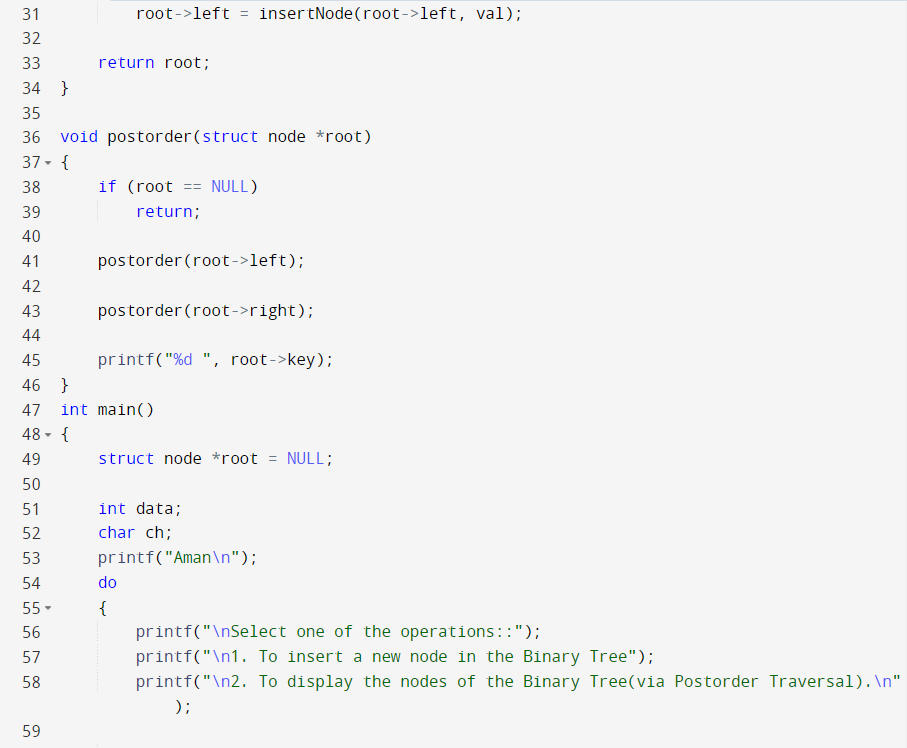 31 root->left = insertNode(root->left, val);
32
33 return root;
34 }
35
36 void postorder(struct node *root)
37 {
38 if (root == NULL)
39 return;
40
41 postorder(root->left);
42
43 postorder(root->right);
44
45 printf("%d ", root->key);
46 }
47 int main()
48 {
49 struct node *root = NULL;
50
51 int data;
52 char ch;
53 printf("Aman\n");
54 do
55 {
56 printf("\nSelect one of the operations::");
57 printf("\n1. To insert a new node in the Binary Tree");
58 printf("\n2. To display the nodes of the Binary Tree(via Postorder Traversal).\n"
);
59